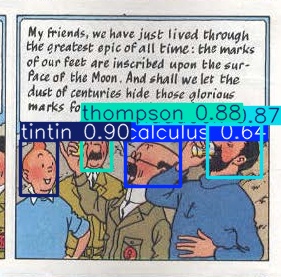 My friends, we have just lived through
the greatest epic of all time: the marks
of our feet are inscribed upon the sur-
face of the Moon. And shall we let the
dust of centuries hide those glorious
marks fo
thompson 0.88 0.87
tintin 0.90 calculus 0.64